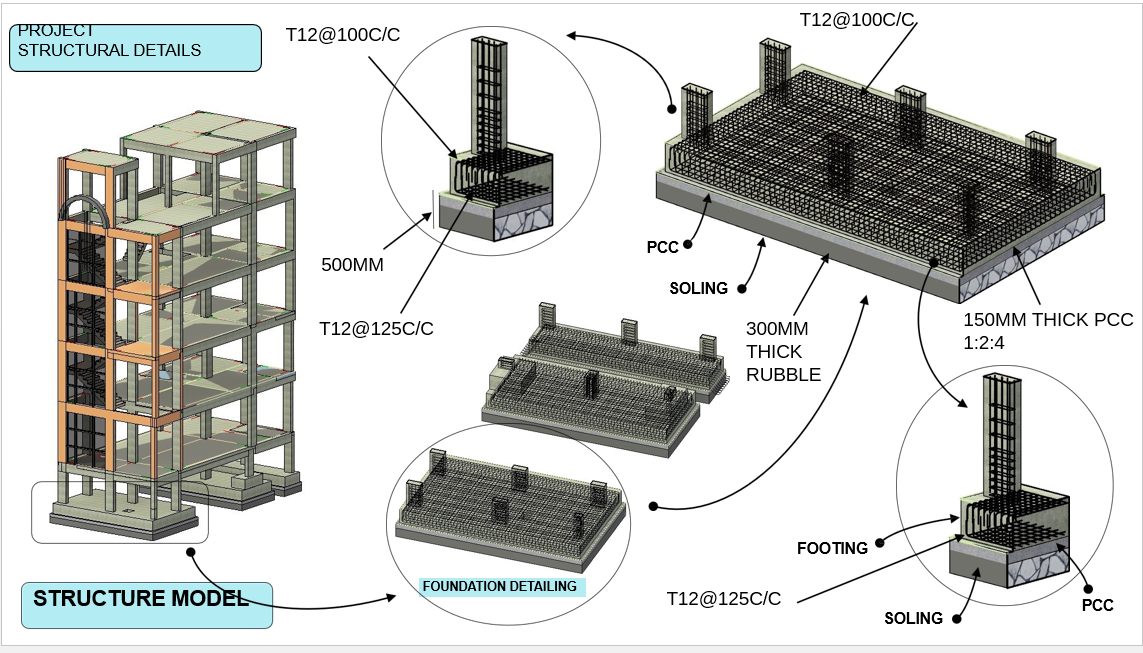 PROJECT
STRUCTURAL DETAILS
T12@100C/C
T12@100C/C
500MM
T12@125C/C
PCC
SOLING
300MM
THICK
RUBBLE
150MM THICK PCC
1:2:4
FOOTING
T12@125C/C
SOLING
PCC
FOUNDATION DETAILING
STRUCTURE MODEL